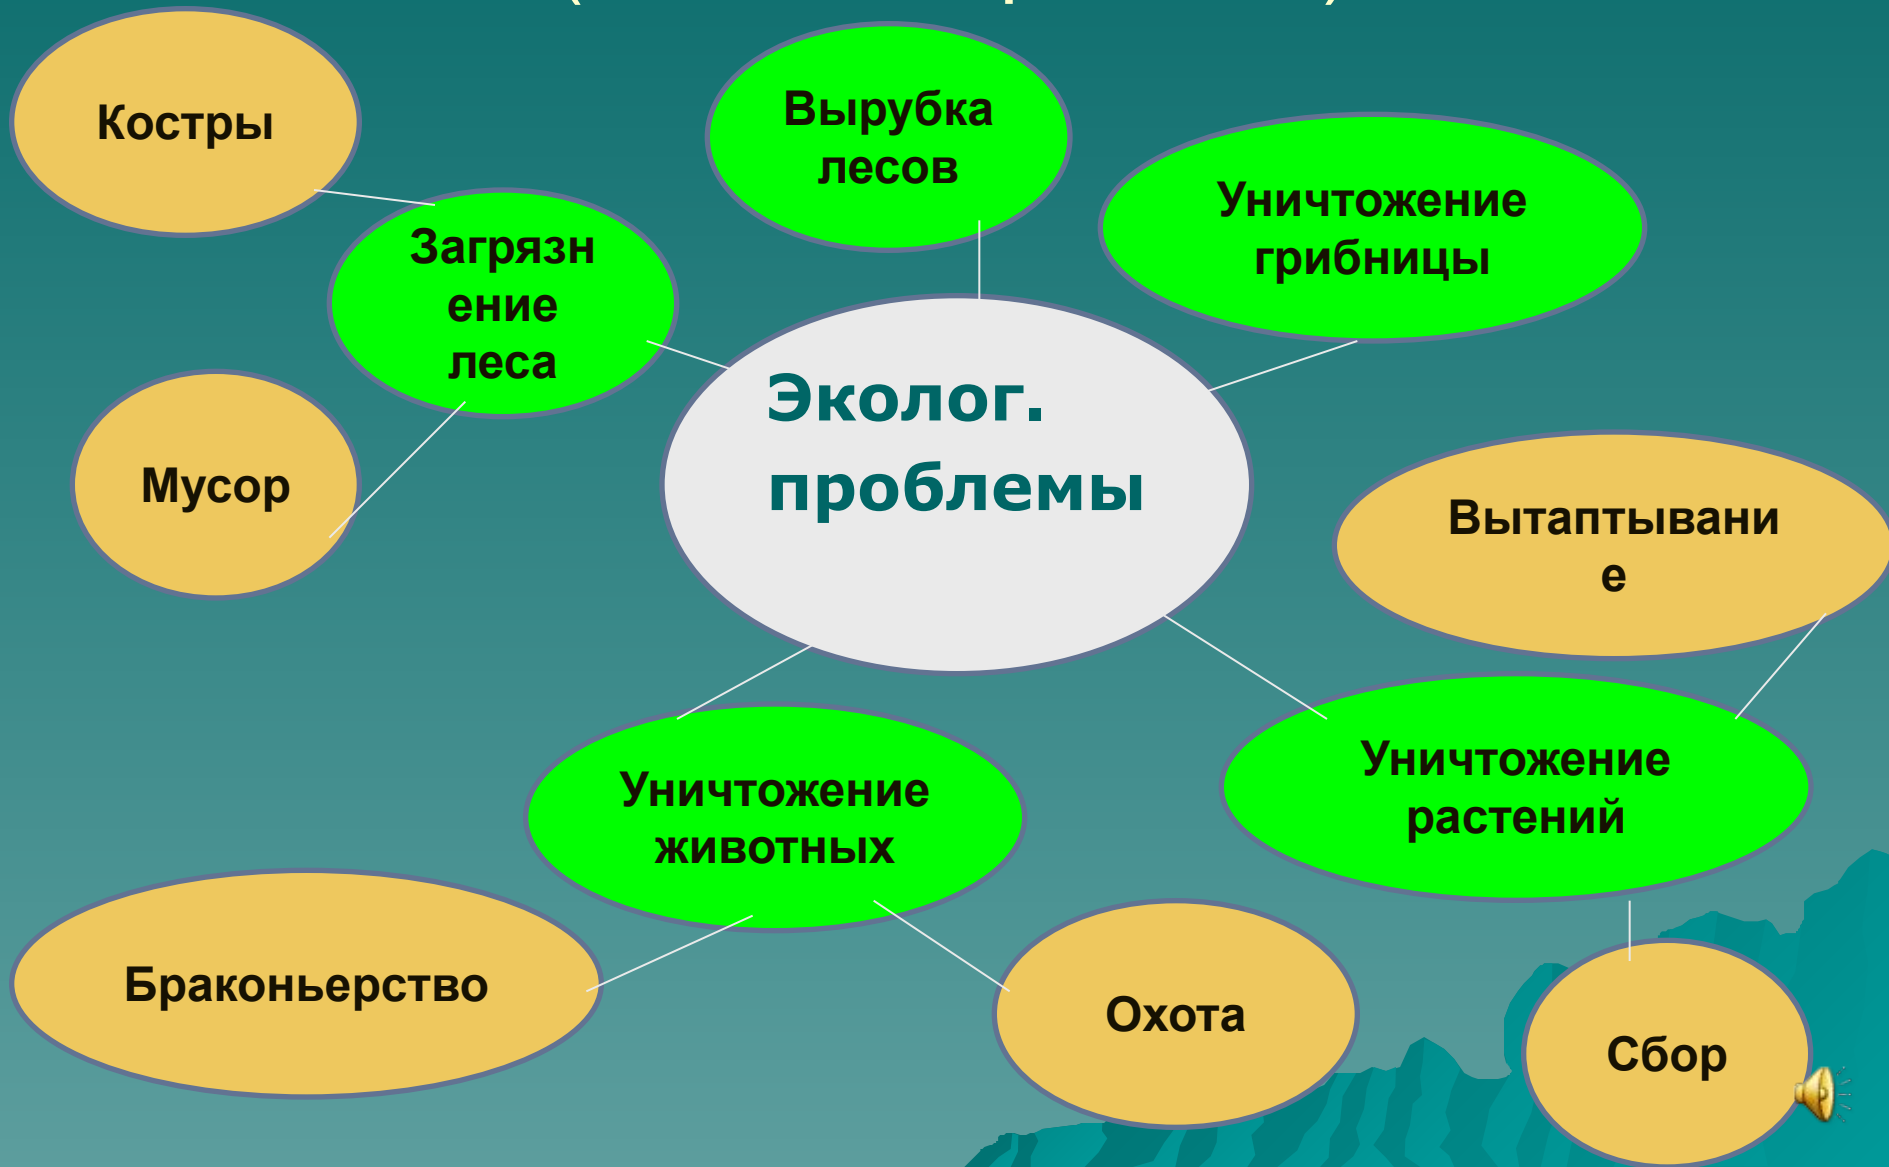 Костры
Вырубка
лесов
Уничтожение
грибницы
Загрязн
ение
леса
Эколог.
проблемы
Мусор
Вытаптывани
е
Уничтожение
растений
Уничтожение
животных
Браконьерство
Охота
Сбор